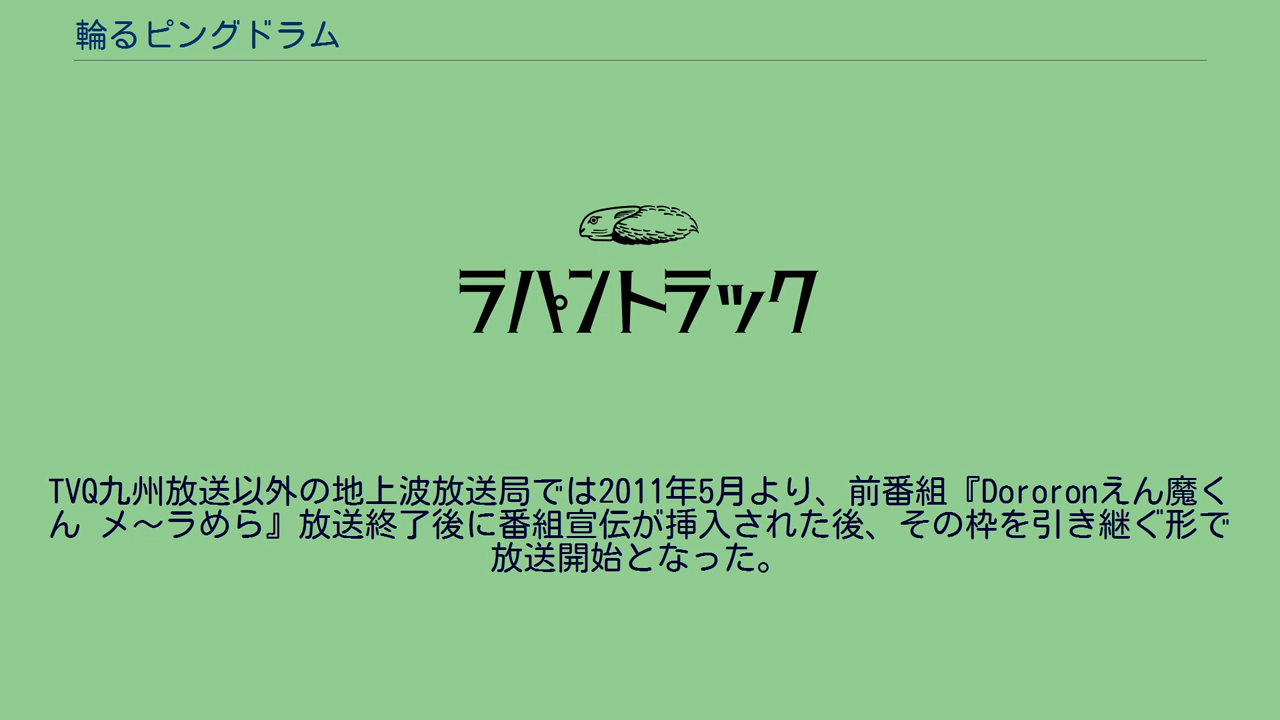 輪るピングドラム
ラパントラック
TVQ九州放送以外の地上波放送局では2011年5月より、前番組『Dororonえん魔く
ん メ～ラめら』放送終了後に番組宣伝が挿入された後、その枠を引き継ぐ形で
放送開始となった。